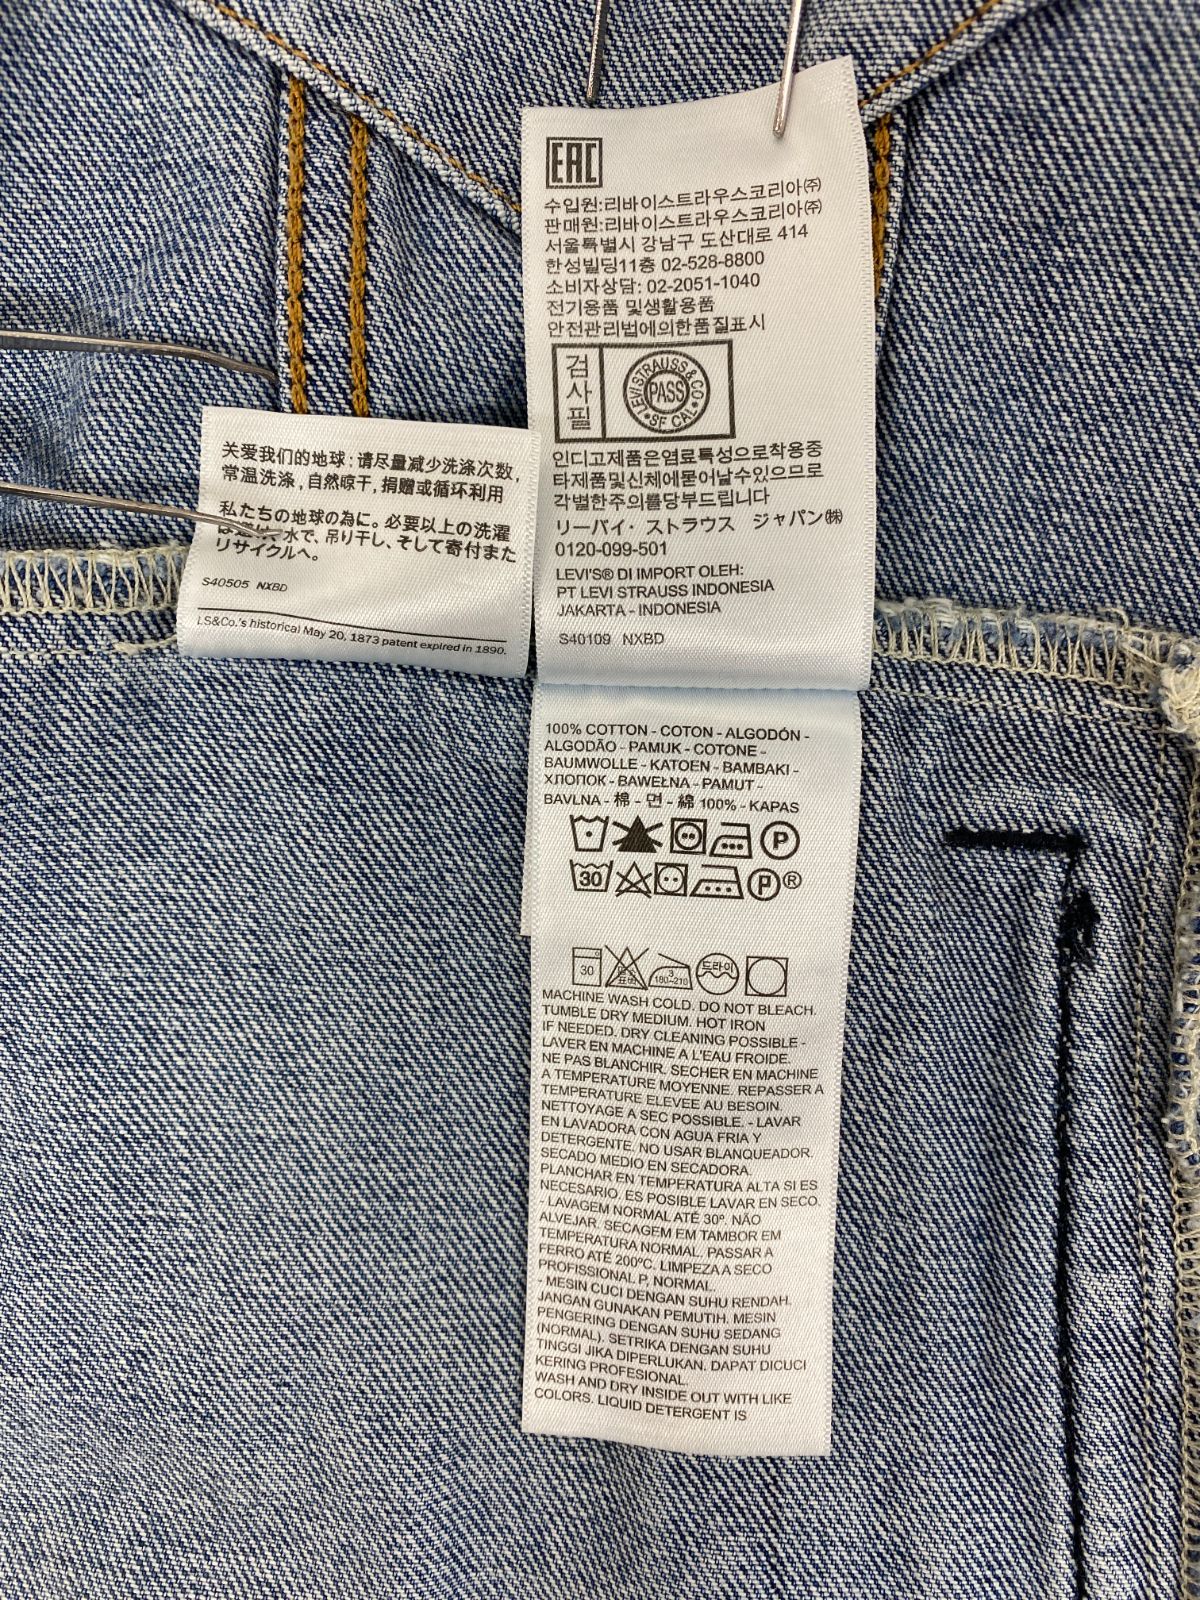 EAC
수입원:리바이스트라우스코리아㈜
판매원:리바이스트라우스코리아㈜
서울특별시 강남구 도산대로 414
한성빌딩11층 02-528-8800
소비자상담: 02-2051-1040
전기용품 및생활용품
안전관리법에의한품질표시
검사필
LEVI STRAUSS & CO
PASS
SF CAL
인디고제품은염료특성으로착용중
타제품및신체에묻어날수있으므로
각별한주의를당부드립니다
リーバイ・ストラウス ジャパン㈱
0120-099-501
LEVI'S® DI IMPORT OLEH:
PT LEVI STRAUSS INDONESIA
JAKARTA - INDONESIA
S40109 NXBD
关爱我们的地球:请尽量减少洗涤次数,
常温洗涤,自然晾干,捐赠或循环利用
私たちの地球の為に。必要以上の洗濯
水で、吊り干し、そして寄付また
リサイクルへ。
S40505 NXBD
LS&Co.'s historical May 20, 1873 patent expired in 1890.
100% COTTON - COTON - ALGODÓN -
ALGODÃO - PAMUK - COTONE -
BAUMWOLLE - KATOEN - BAMBAKI -
ХЛОПОК - BAWEŁNA - PAMUT -
BAVLNA - 棉 - 면 - 綿 100% - KAPAS
P
30 P ®
30 3 180~210 드라이
MACHINE WASH COLD. DO NOT BLEACH.
TUMBLE DRY MEDIUM. HOT IRON
IF NEEDED. DRY CLEANING POSSIBLE -
LAVER EN MACHINE A L'EAU FROIDE.
NE PAS BLANCHIR. SECHER EN MACHINE
A TEMPERATURE MOYENNE. REPASSER A
TEMPERATURE ELEVEE AU BESOIN.
NETTOYAGE A SEC POSSIBLE. - LAVAR
EN LAVADORA CON AGUA FRIA Y
DETERGENTE. NO USAR BLANQUEADOR.
SECADO MEDIO EN SECADORA.
PLANCHAR EN TEMPERATURA ALTA SI ES
NECESARIO. ES POSIBLE LAVAR EN SECO.
- LAVAGEM NORMAL ATÉ 30º. NÃO
ALVEJAR. SECAGEM EM TAMBOR EM
TEMPERATURA NORMAL. PASSAR A
FERRO ATÉ 200ºC. LIMPEZA A SECO
PROFISSIONAL P, NORMAL.
- MESIN CUCI DENGAN SUHU RENDAH.
JANGAN GUNAKAN PEMUTIH. MESIN
PENGERING DENGAN SUHU SEDANG
(NORMAL). SETRIKA DENGAN SUHU
TINGGI JIKA DIPERLUKAN. DAPAT DICUCI
KERING PROFESIONAL.
WASH AND DRY INSIDE OUT WITH LIKE
COLORS. LIQUID DETERGENT IS